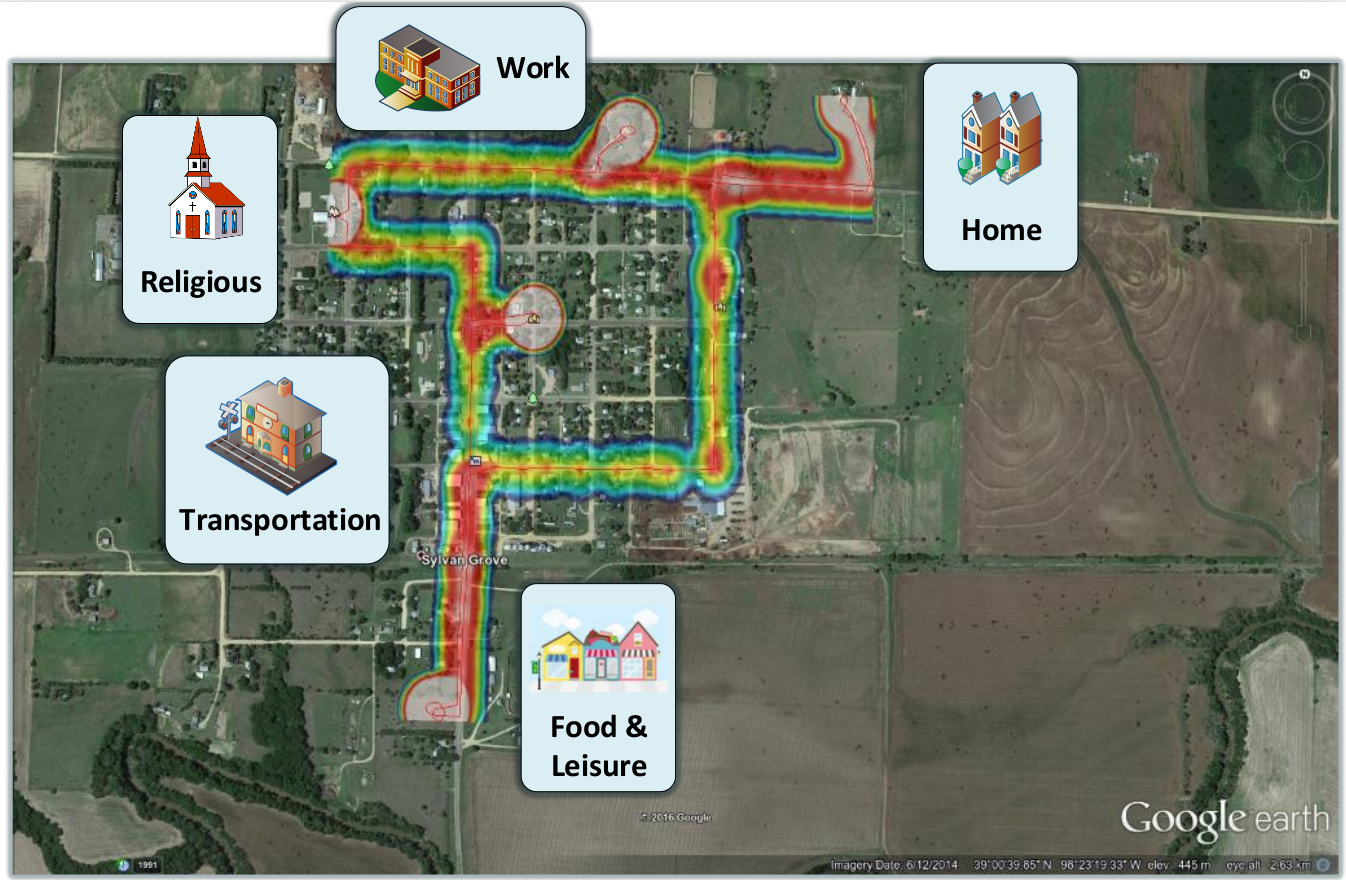 Work
N
Religious
Home
Transportation
Sylvan Grove
Food &
Leisure
© 2016 Google
Google earth
1991
Imagery Date: 6/12/2014 39°00'39.85" N 98°23'19.33" W elev 445 m eye alt 2.63 km